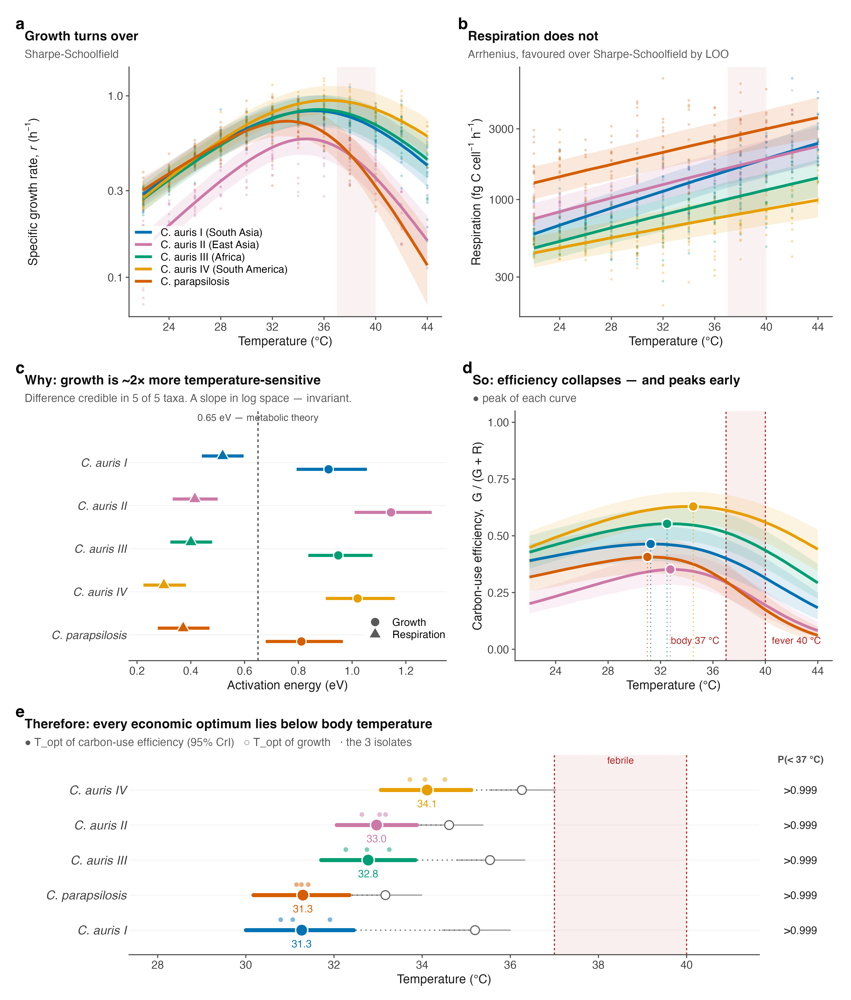 a
Growth turns over
Sharpe-Schoolfield
Specific growth rate, r (h⁻¹)
1.0
0.3
0.1
C. auris I (South Asia)
C. auris II (East Asia)
C. auris III (Africa)
C. auris IV (South America)
C. parapsilosis
24 28 32 36 40 44
Temperature (°C)
b
Respiration does not
Arrhenius, favoured over Sharpe-Schoolfield by LOO
Respiration (fg C cell⁻¹ h⁻¹)
3000
1000
300
24 28 32 36 40 44
Temperature (°C)
c
Why: growth is ~2× more temperature-sensitive
Difference credible in 5 of 5 taxa. A slope in log space — invariant.
0.65 eV — metabolic theory
C. auris I
C. auris II
C. auris III
C. auris IV
C. parapsilosis
Growth
Respiration
0.2 0.4 0.6 0.8 1.0 1.2
Activation energy (eV)
d
So: efficiency collapses — and peaks early
● peak of each curve
Carbon-use efficiency, G / (G + R)
1.00
0.75
0.50
0.25
0.00
body 37 °C
fever 40 °C
24 28 32 36 40 44
Temperature (°C)
e
Therefore: every economic optimum lies below body temperature
● T_opt of carbon-use efficiency (95% CrI) ○ T_opt of growth · the 3 isolates
febrile
P(< 37 °C)
C. auris IV
34.1
>0.999
C. auris II
33.0
>0.999
C. auris III
32.8
>0.999
C. parapsilosis
31.3
>0.999
C. auris I
31.3
>0.999
28 30 32 34 36 38 40
Temperature (°C)